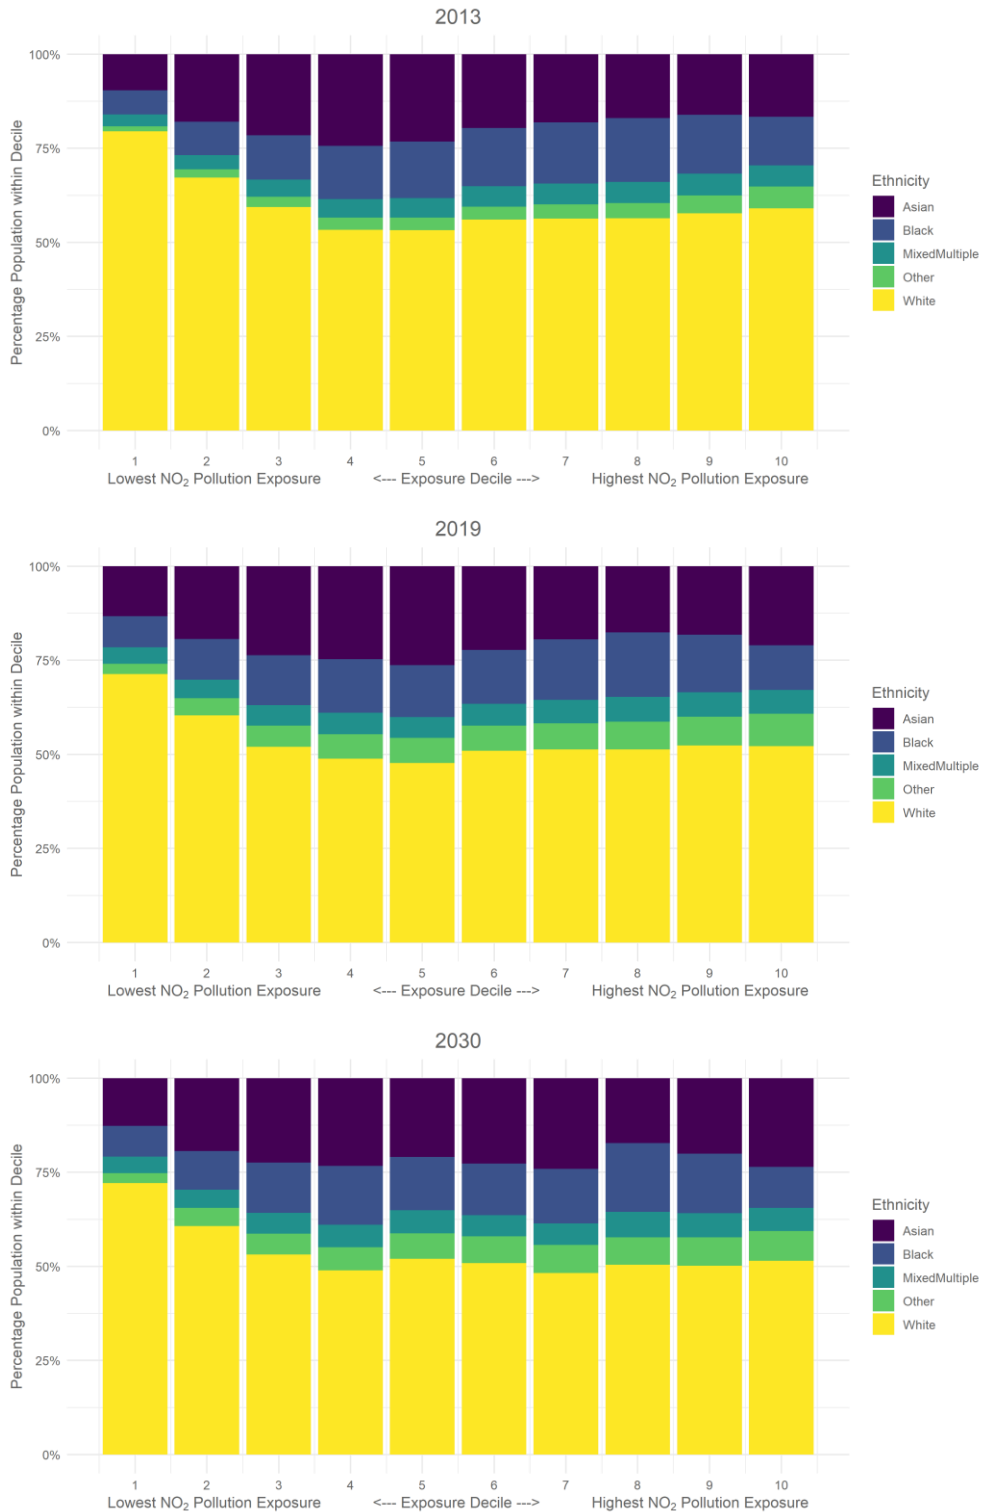 2013
Percentage Population within Decile
100%
75%
50%
25%
0%
1 2 3 4 5 6 7 8 9 10
Lowest NO₂ Pollution Exposure <--- Exposure Decile ---> Highest NO₂ Pollution Exposure
Ethnicity
Asian
Black
MixedMultiple
Other
White
2019
Percentage Population within Decile
100%
75%
50%
25%
0%
1 2 3 4 5 6 7 8 9 10
Lowest NO₂ Pollution Exposure <--- Exposure Decile ---> Highest NO₂ Pollution Exposure
Ethnicity
Asian
Black
MixedMultiple
Other
White
2030
Percentage Population within Decile
100%
75%
50%
25%
0%
1 2 3 4 5 6 7 8 9 10
Lowest NO₂ Pollution Exposure <--- Exposure Decile ---> Highest NO₂ Pollution Exposure
Ethnicity
Asian
Black
MixedMultiple
Other
White